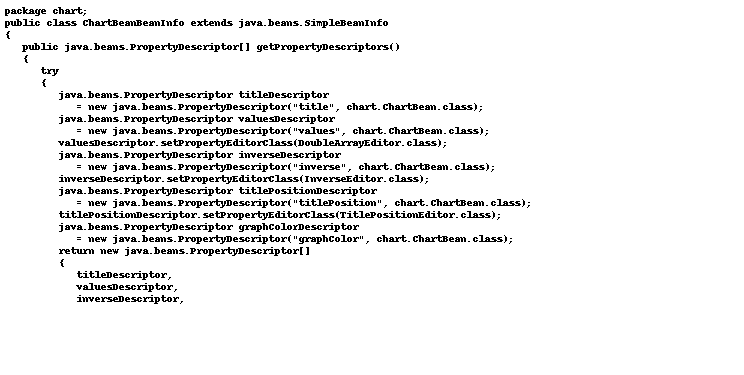 package chart;
public class ChartBeanBeanInfo extends java.beans.SimpleBeanInfo
{
public java.beans.PropertyDescriptor[] getPropertyDescriptors()
{
try
{
java.beans.PropertyDescriptor titleDescriptor
= new java.beans.PropertyDescriptor("title", chart.ChartBean.class);
java.beans.PropertyDescriptor valuesDescriptor
= new java.beans.PropertyDescriptor("values", chart.ChartBean.class);
valuesDescriptor.setPropertyEditorClass(DoubleArrayEditor.class);
java.beans.PropertyDescriptor inverseDescriptor
= new java.beans.PropertyDescriptor("inverse", chart.ChartBean.class);
inverseDescriptor.setPropertyEditorClass(InverseEditor.class);
java.beans.PropertyDescriptor titlePositionDescriptor
= new java.beans.PropertyDescriptor("titlePosition", chart.ChartBean.class);
titlePositionDescriptor.setPropertyEditorClass(TitlePositionEditor.class);
java.beans.PropertyDescriptor graphColorDescriptor
= new java.beans.PropertyDescriptor("graphColor", chart.ChartBean.class);
return new java.beans.PropertyDescriptor[]
{
titleDescriptor,
valuesDescriptor,
inverseDescriptor,